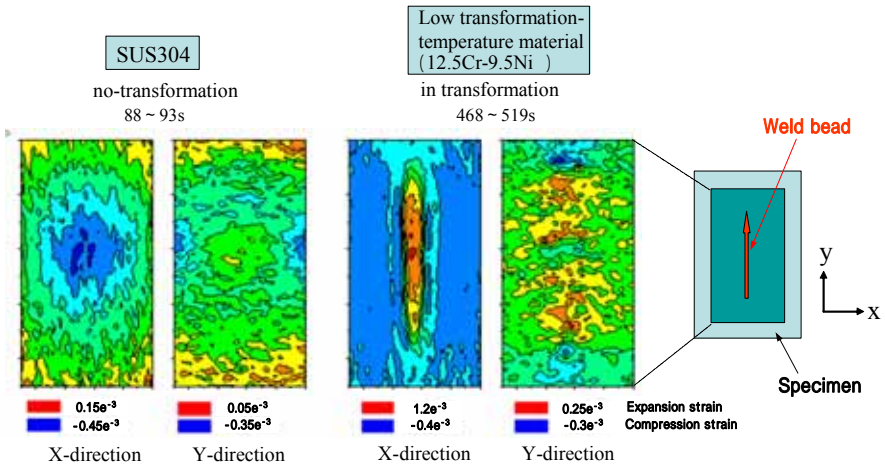 SUS304
no-transformation
88 ~ 93s
Low transformation-
temperature material
(12.5Cr-9.5Ni )
in transformation
468 ~ 519s
Weld bead
y
x
Specimen
0.15e⁻³
-0.45e⁻³
0.05e⁻³
-0.35e⁻³
1.2e⁻³
-0.4e⁻³
0.25e⁻³ Expansion strain
-0.3e⁻³ Compression strain
X-direction
Y-direction
X-direction
Y-direction